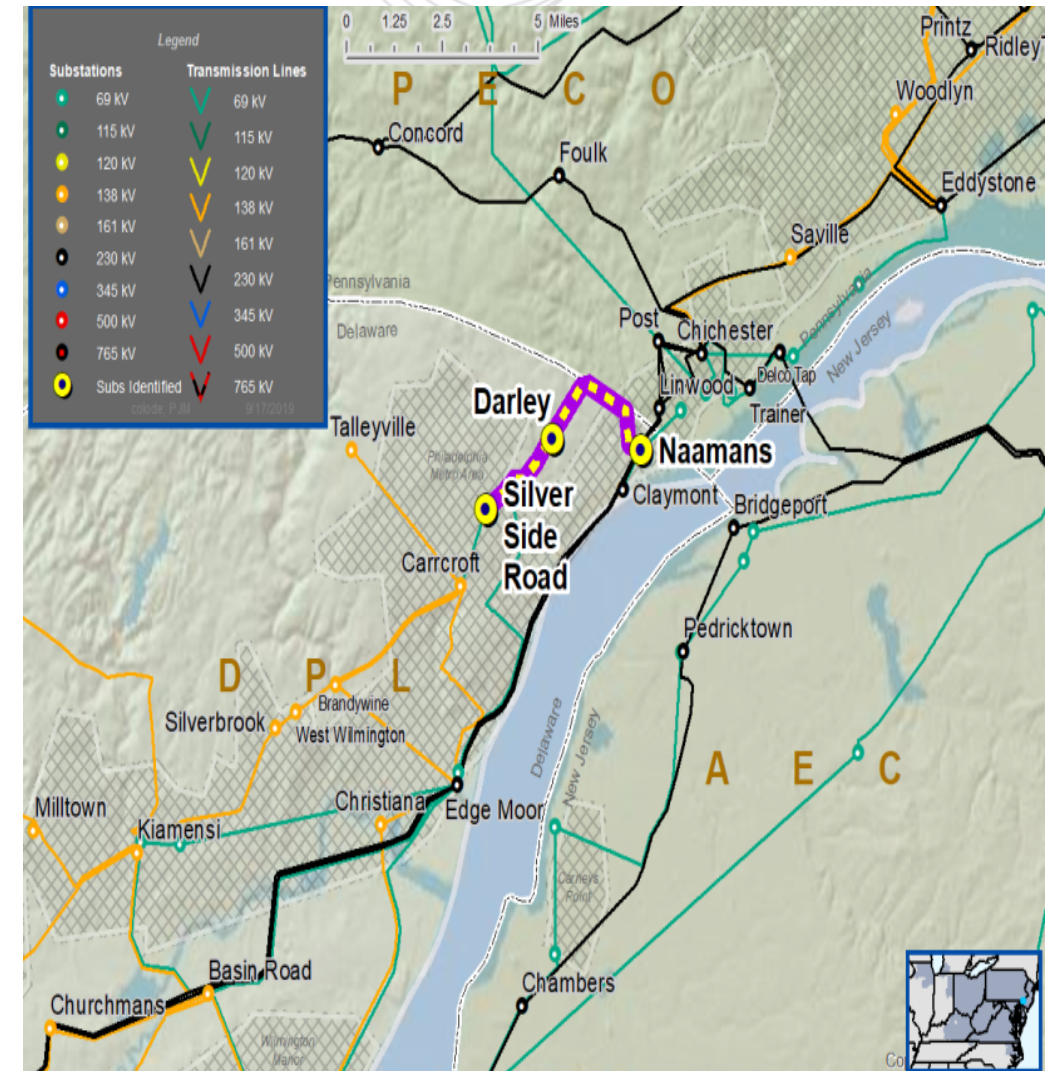 Legend
Substations
Transmission Lines
69 kV
115 kV
120 kV
138 kV
161 kV
230 kV
345 kV
500 kV
765 kV
Subs Identified
69 kV
115 kV
120 kV
138 kV
161 kV
230 kV
345 kV
500 kV
765 kV
colode, PJM
9/17/2019
0 1.25 2.5 5 Miles
P E C O
Printz
Ridley
Woodlyn
Concord
Foulk
Eddystone
Saville
Pennsylvania
Delaware
Pennsylvania
New Jersey
Post
Chichester
Linwood
Delco Tap
Trainer
Darley
Naamans
Talleyville
Philadelphia
Metro Area
Silver
Side
Road
Claymont
Bridgeport
Carrcroft
Pedricktown
D P L
Brandywine
Silverbrook
West Wilmington
Delaware
New Jersey
A E C
Milltown
Christiana
Edge Moor
Kiamensi
Carneys
Point
Basin Road
Chambers
Churchmans
Wilmington
Manor